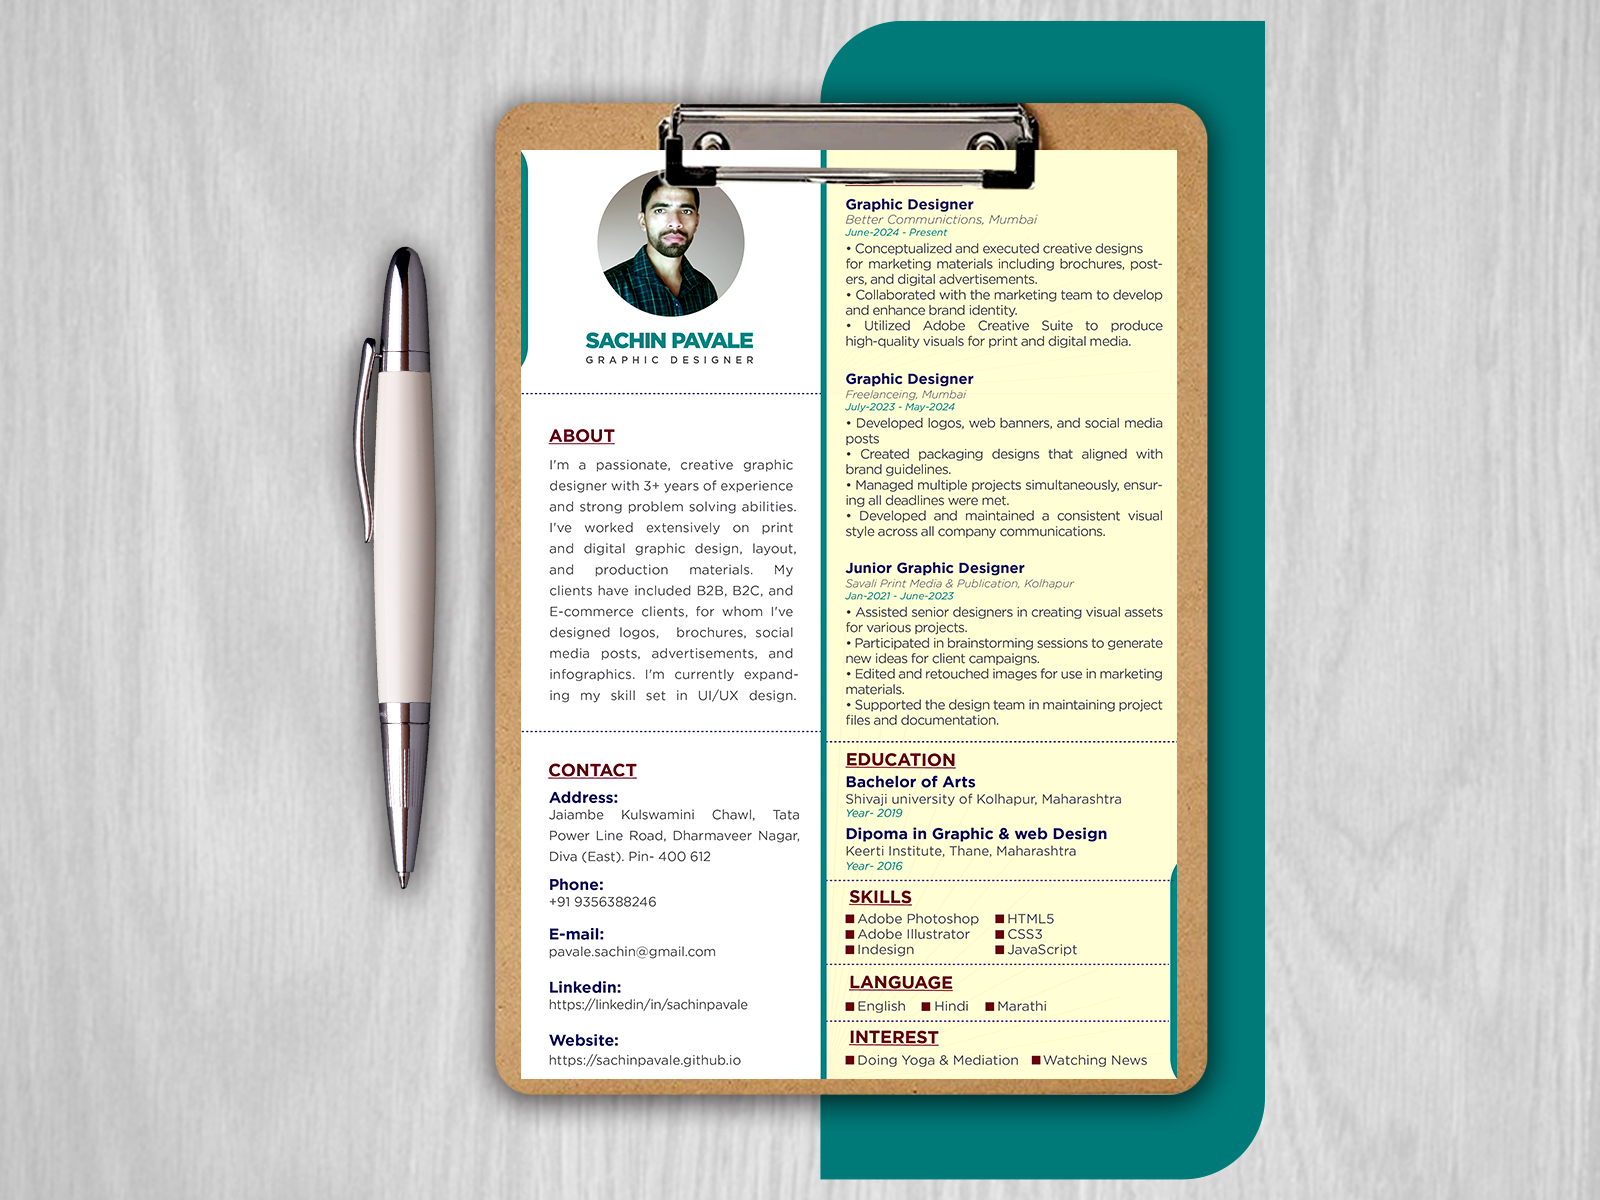 SACHIN PAVALE
GRAPHIC DESIGNER
ABOUT
I'm a passionate, creative graphic
designer with 3+ years of experience
and strong problem solving abilities.
I've worked extensively on print
and digital graphic design, layout,
and production materials. My
clients have included B2B, B2C, and
E-commerce clients, for whom I've
designed logos, brochures, social
media posts, advertisements, and
infographics. I'm currently expand-
ing my skill set in UI/UX design.
CONTACT
Address:
Jaiambe Kulswamini Chawl, Tata
Power Line Road, Dharmaveer Nagar,
Diva (East). Pin- 400 612
Phone:
+91 9356388246
E-mail:
pavale.sachin@gmail.com
Linkedin:
https://linkedin/in/sachinpavale
Website:
https://sachinpavale.github.io
Graphic Designer
Better Communictions, Mumbai
June-2024 - Present
• Conceptualized and executed creative designs
for marketing materials including brochures, post-
ers, and digital advertisements.
• Collaborated with the marketing team to develop
and enhance brand identity.
• Utilized Adobe Creative Suite to produce
high-quality visuals for print and digital media.
Graphic Designer
Freelanceing, Mumbai
July-2023 - May-2024
• Developed logos, web banners, and social media
posts
• Created packaging designs that aligned with
brand guidelines.
• Managed multiple projects simultaneously, ensur-
ing all deadlines were met.
• Developed and maintained a consistent visual
style across all company communications.
Junior Graphic Designer
Savali Print Media & Publication, Kolhapur
Jan-2021 - June-2023
• Assisted senior designers in creating visual assets
for various projects.
• Participated in brainstorming sessions to generate
new ideas for client campaigns.
• Edited and retouched images for use in marketing
materials.
• Supported the design team in maintaining project
files and documentation.
EDUCATION
Bachelor of Arts
Shivaji university of Kolhapur, Maharashtra
Year- 2019
Dipoma in Graphic & web Design
Keerti Institute, Thane, Maharashtra
Year- 2016
SKILLS
Adobe Photoshop HTML5
Adobe Illustrator CSS3
Indesign JavaScript
LANGUAGE
English Hindi Marathi
INTEREST
Doing Yoga & Mediation Watching News